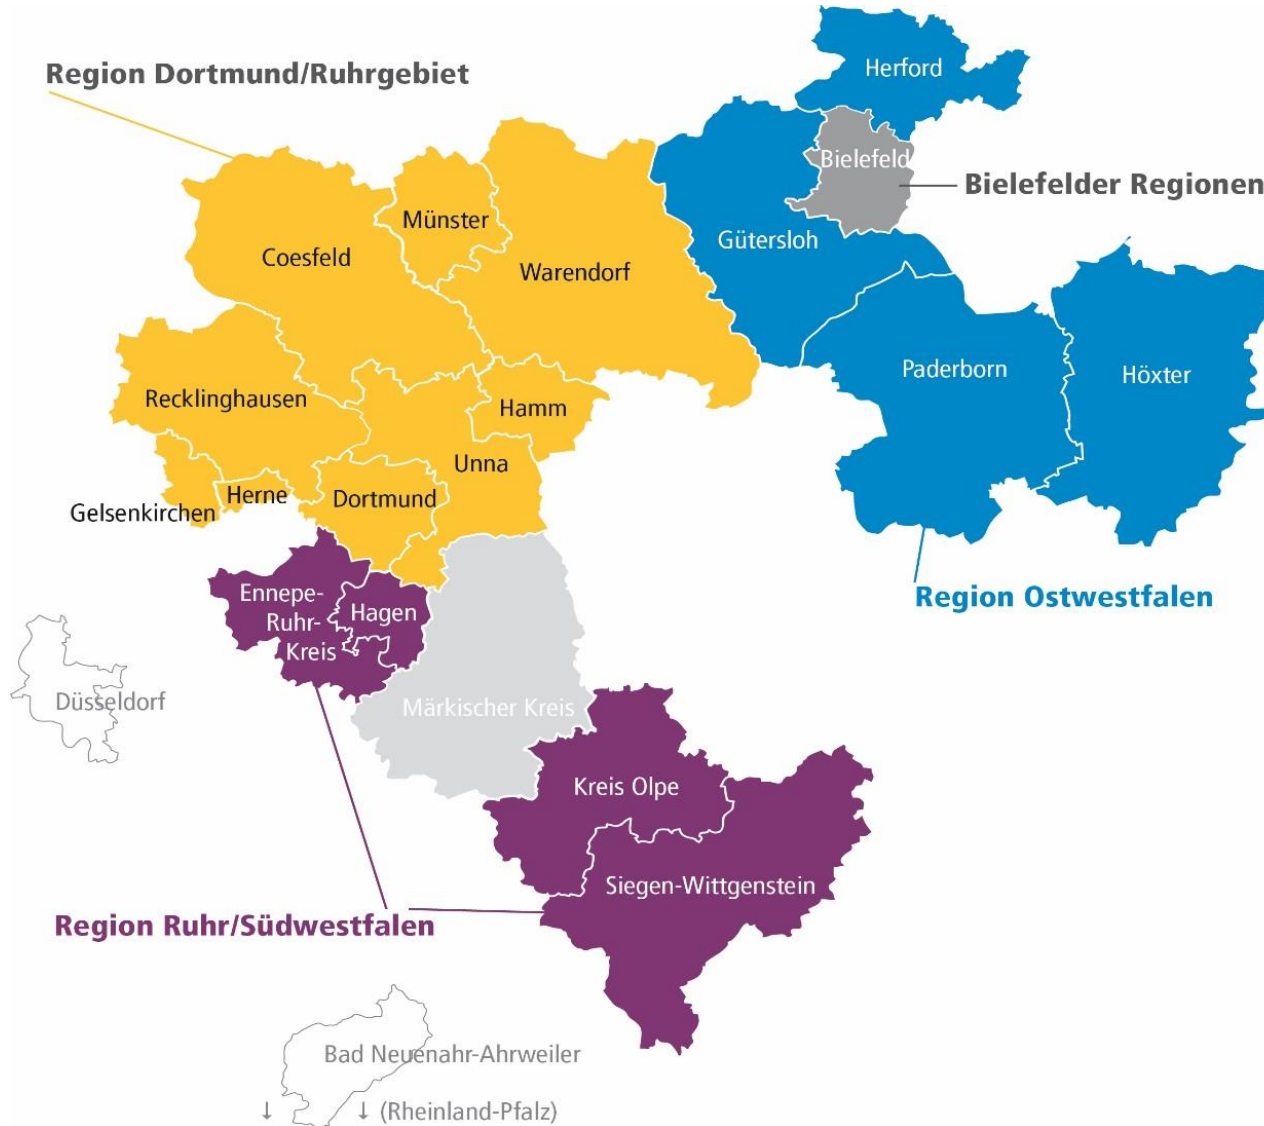 Region Dortmund/Ruhrgebiet
Herford
Bielefeld
Bielefelder Regionen
Münster
Coesfeld
Warendorf
Gütersloh
Paderborn
Höxter
Recklinghausen
Hamm
Unna
Herne
Dortmund
Gelsenkirchen
Region Ostwestfalen
Ennepe-
Ruhr-
Kreis
Hagen
Düsseldorf
Märkischer Kreis
Kreis Olpe
Siegen-Wittgenstein
Region Ruhr/Südwestfalen
Bad Neuenahr-Ahrweiler
↓ ↓ (Rheinland-Pfalz)